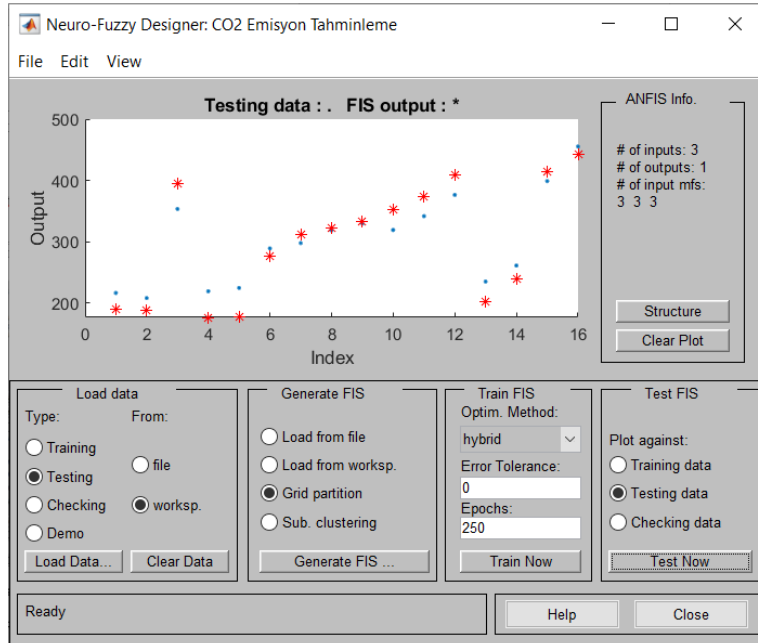 Neuro-Fuzzy Designer: CO2 Emisyon Tahminleme
File Edit View
Testing data : . FIS output : *
500
400
300
200
Output
0 2 4 6 8 10 12 14 16
Index
ANFIS Info.
# of inputs: 3
# of outputs: 1
# of input mfs:
3 3 3
Structure
Clear Plot
Load data
Type: From:
Training
Testing
Checking
Demo
file
worksp.
Load Data... Clear Data
Generate FIS
Load from file
Load from worksp.
Grid partition
Sub. clustering
Generate FIS ...
Train FIS
Optim. Method:
hybrid
Error Tolerance:
0
Epochs:
250
Train Now
Test FIS
Plot against:
Training data
Testing data
Checking data
Test Now
Ready
Help Close